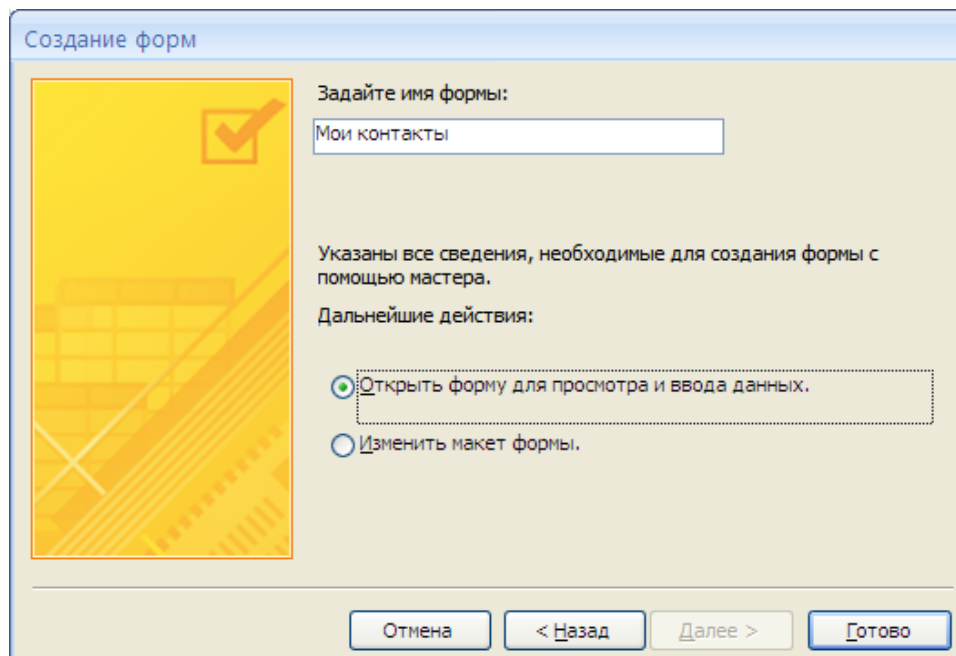 Создание форм
Задайте имя формы:
Мои контакты
Указаны все сведения, необходимые для создания формы с
помощью мастера.
Дальнейшие действия:
Открыть форму для просмотра и ввода данных.
Изменить макет формы.
Отмена
< Назад
Далее >
Готово